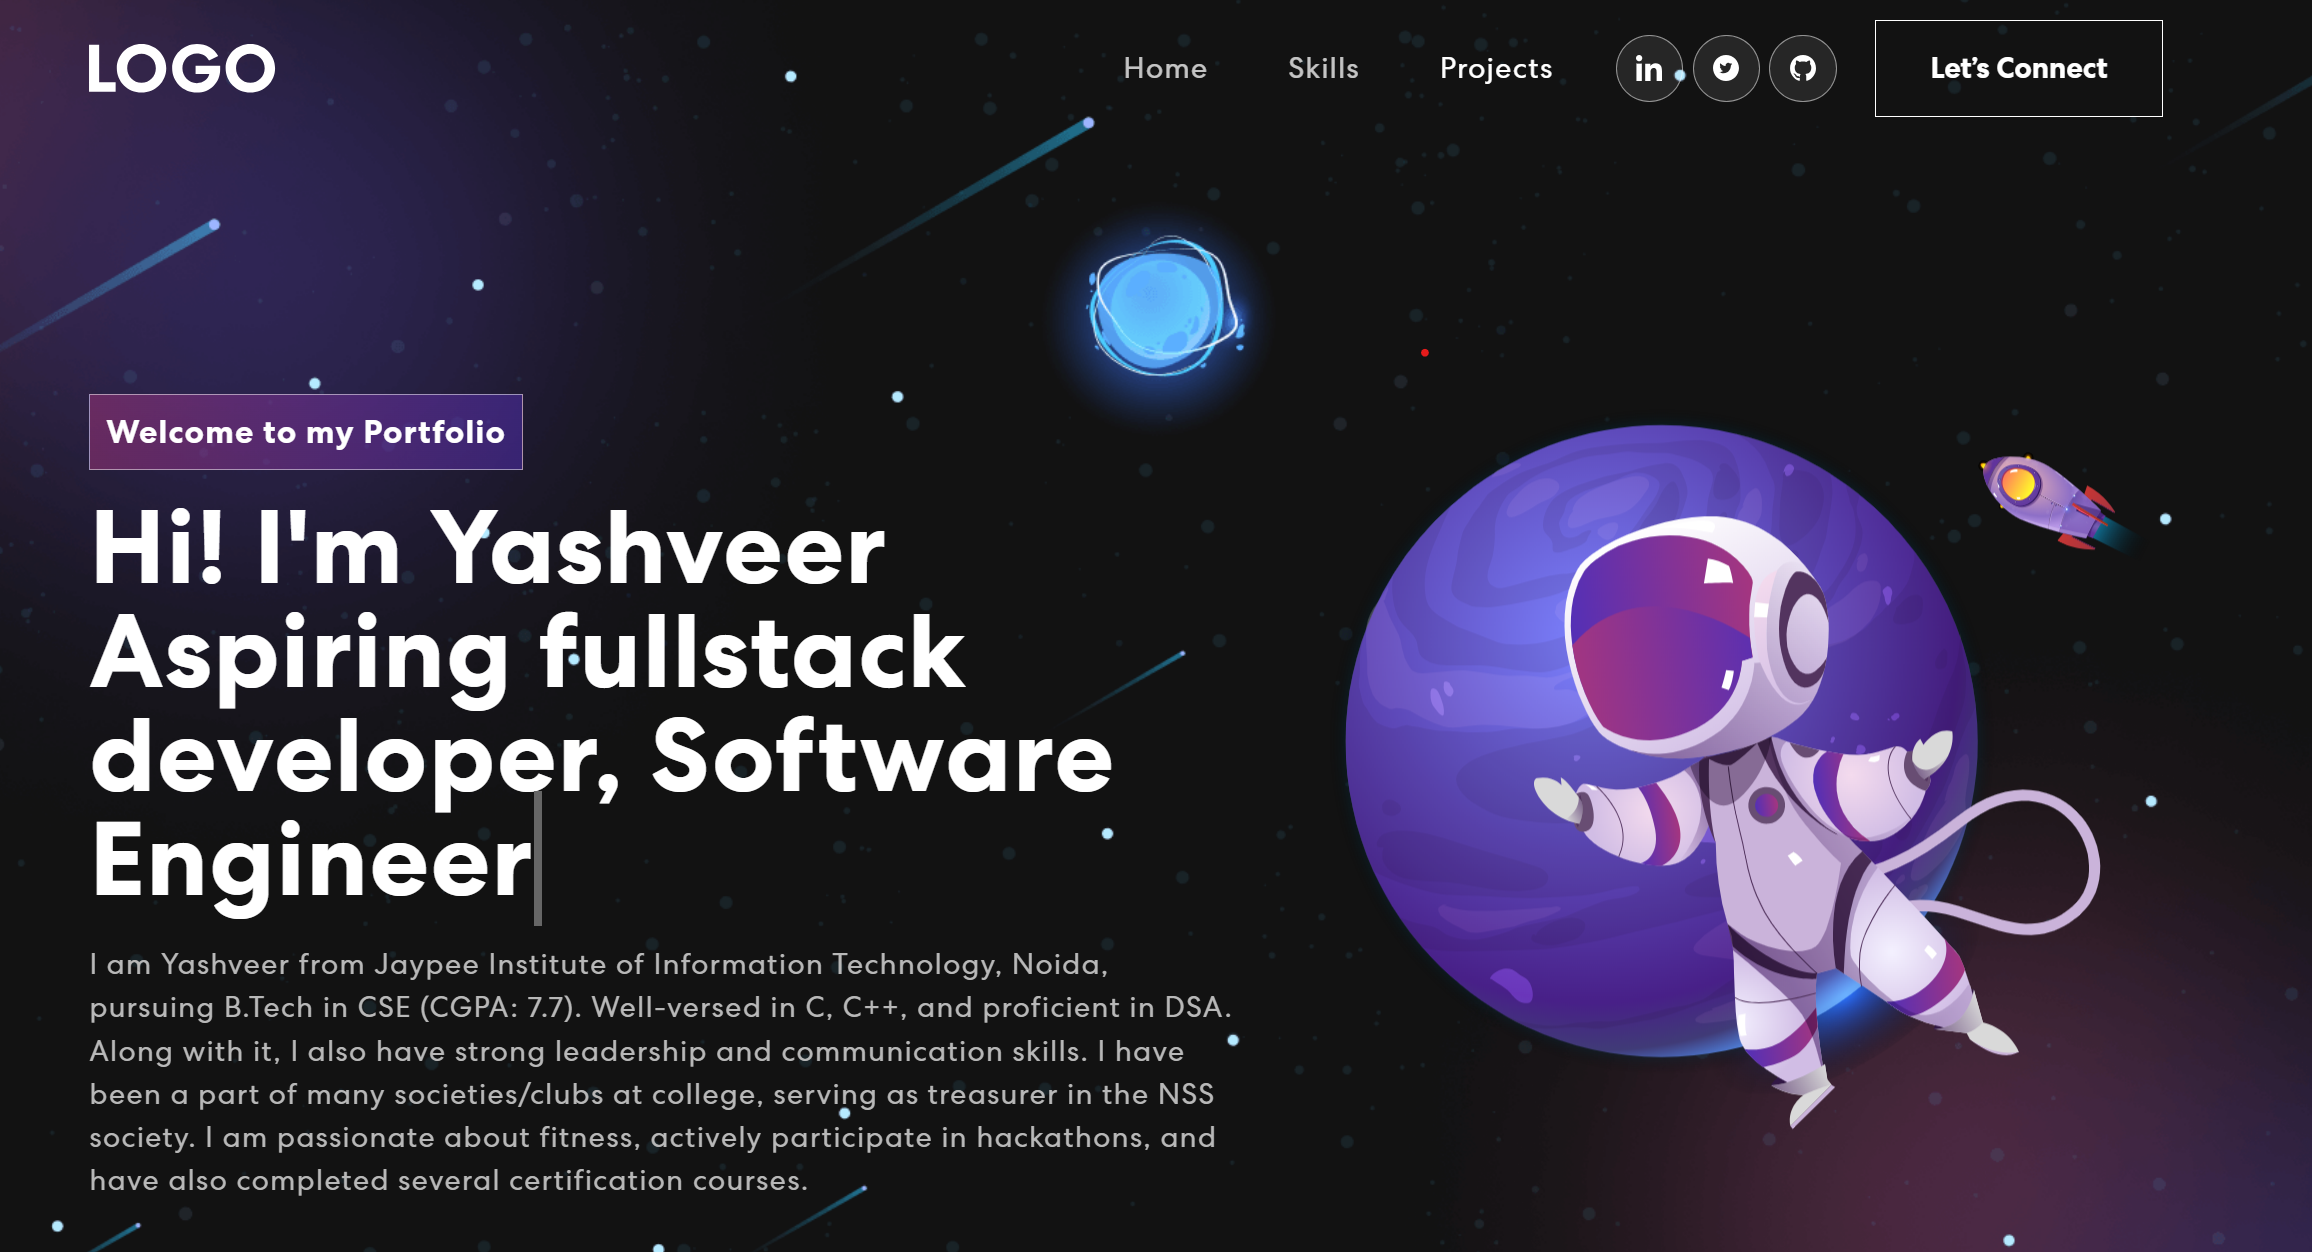 LOGO
Home
Skills
Projects
in
Let's Connect
Welcome to my Portfolio
Hi! I'm Yashveer
Aspiring fullstack
developer, Software
Engineer
I am Yashveer from Jaypee Institute of Information Technology, Noida,
pursuing B.Tech in CSE (CGPA: 7.7). Well-versed in C, C++, and proficient in DSA.
Along with it, I also have strong leadership and communication skills. I have
been a part of many societies/clubs at college, serving as treasurer in the NSS
society. I am passionate about fitness, actively participate in hackathons, and
have also completed several certification courses.